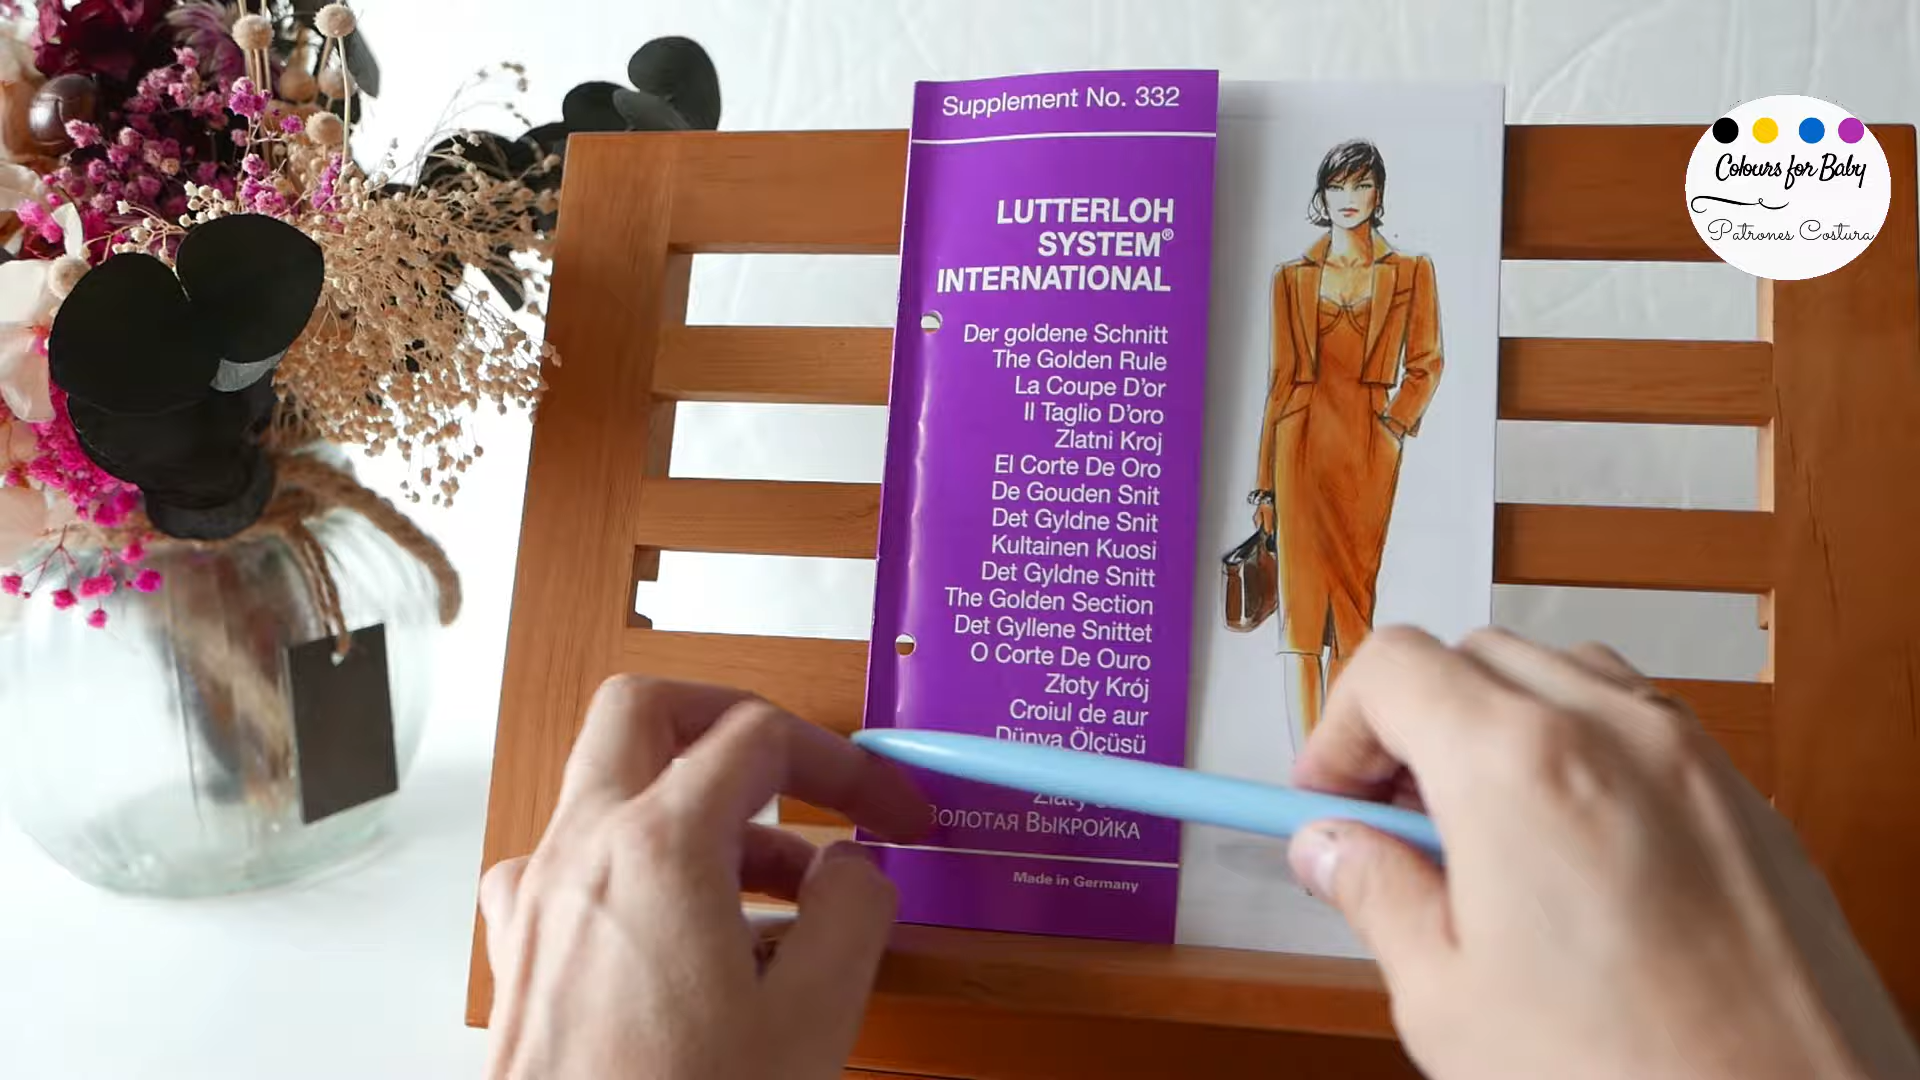 Supplement No. 332
LUTTERLOH
SYSTEM®
INTERNATIONAL
Der goldene Schnitt
The Golden Rule
La Coupe D'or
Il Taglio D'oro
Zlatni Kroj
El Corte De Oro
De Gouden Snit
Det Gyldne Snit
Kultainen Kuosi
Det Gyldne Snitt
The Golden Section
Det Gyllene Snittet
O Corte De Ouro
Złoty Krój
Croiul de aur
Dünya Ölçüsü
Zlatý
ЗОЛОТАЯ ВЫКРОЙКА
Made in Germany
Colours for Baby
Patrones Costura